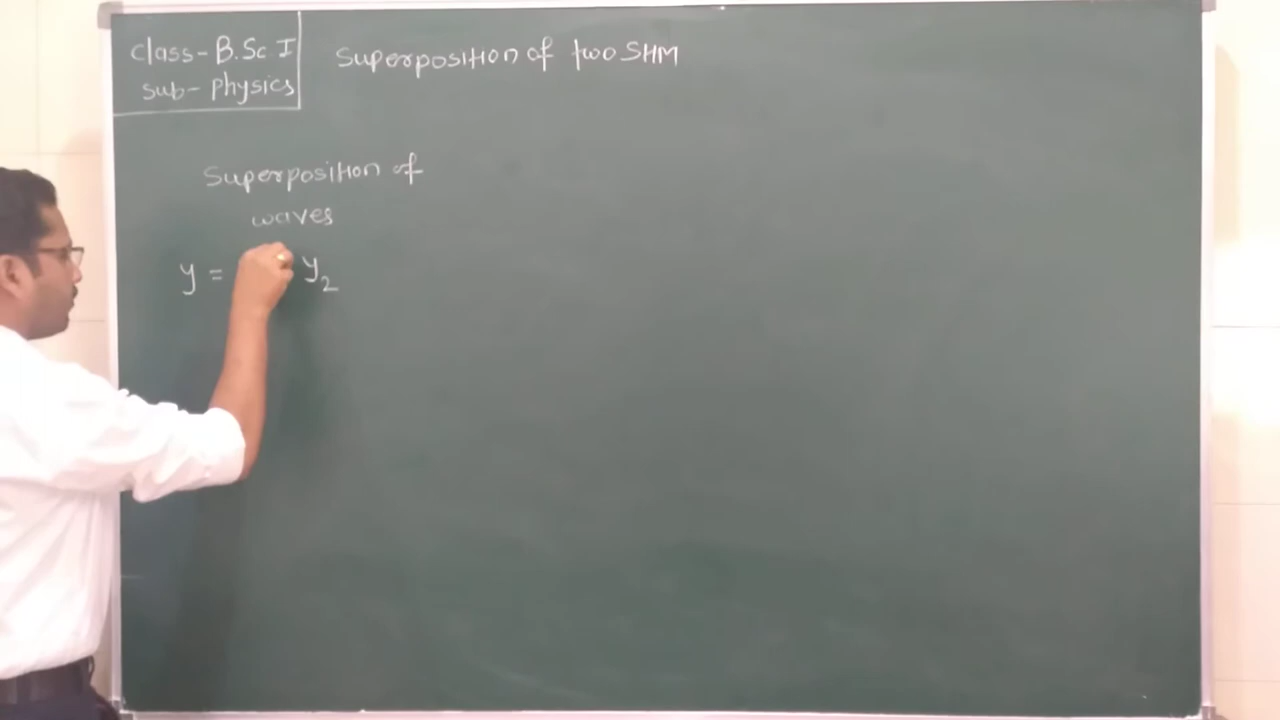 Class - B.Sc I
Sub - Physics
Superposition of two SHM
Superposition of
waves
y = y₂